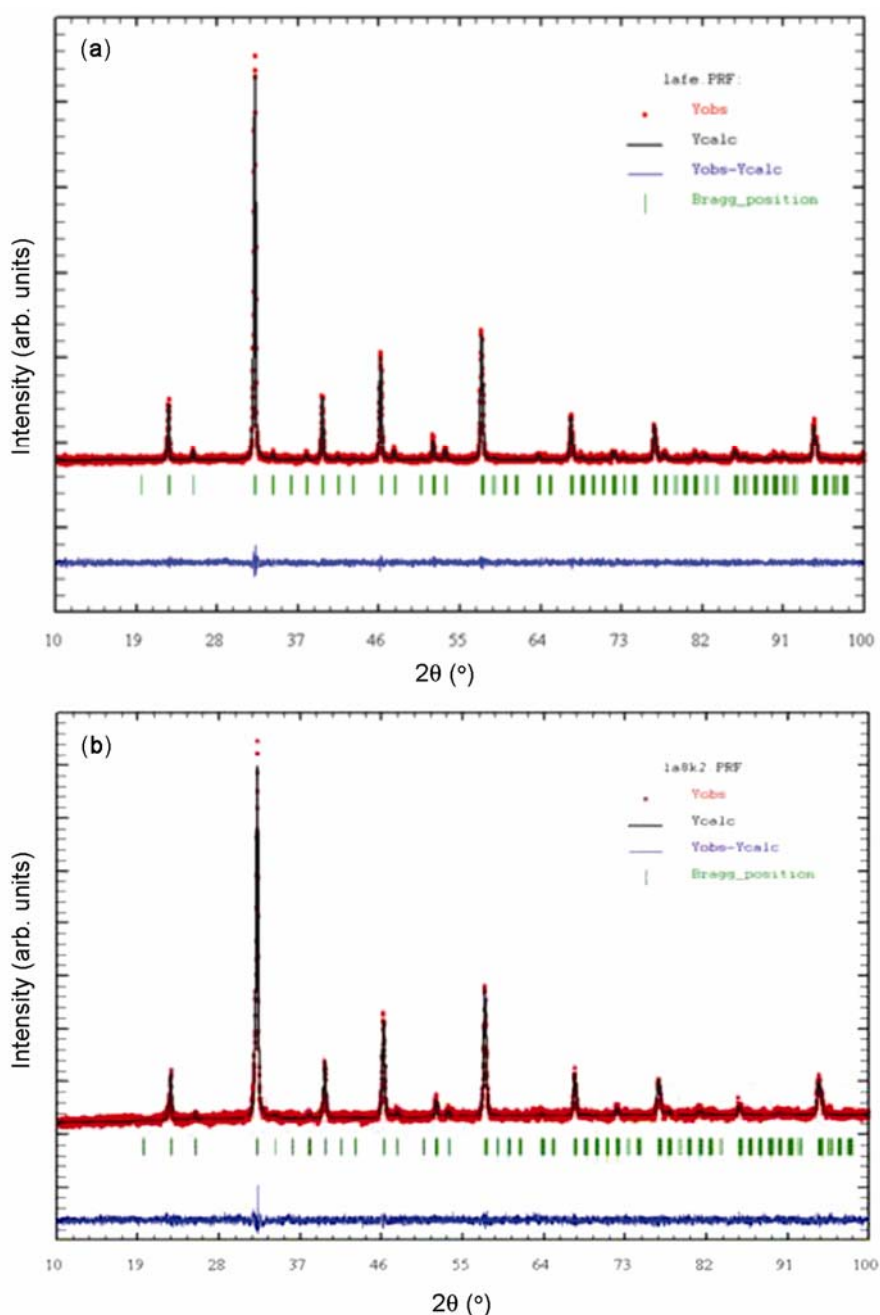 (a)
lafe.PRF:
Yobs
Ycalc
Yobs-Ycalc
Bragg_position
Intensity (arb. units)
10 19 28 37 46 55 64 73 82 91 100
2θ (°)
(b)
la8k2.PRF
Yobs
Ycalc
Yobs-Ycalc
Bragg_position
Intensity (arb. units)
10 19 28 37 46 55 64 73 82 91 100
2θ (°)